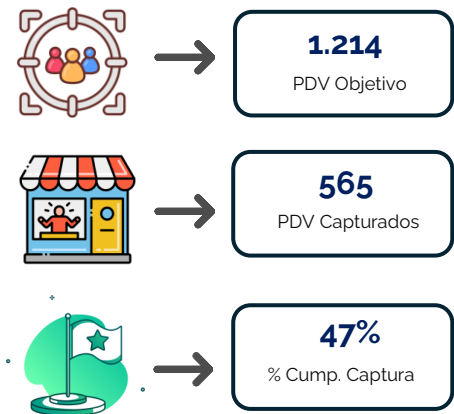 1.214
PDV Objetivo
565
PDV Capturados
47%
% Cump. Captura